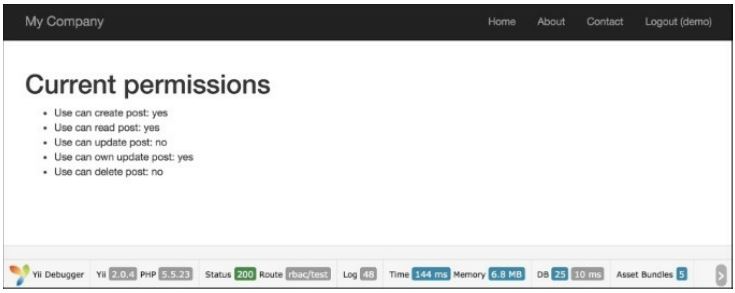 My Company Home About Contact Logout (demo)
Current permissions
• Use can create post: yes
• Use can read post: yes
• Use can update post: no
• Use can own update post: yes
• Use can delete post: no
Yii Debugger Yii 2.0.4 PHP 5.5.23 Status 200 Route rbac/test Log 48 Time 144 ms Memory 6.8 MB DB 25 10 ms Asset Bundles 5 >